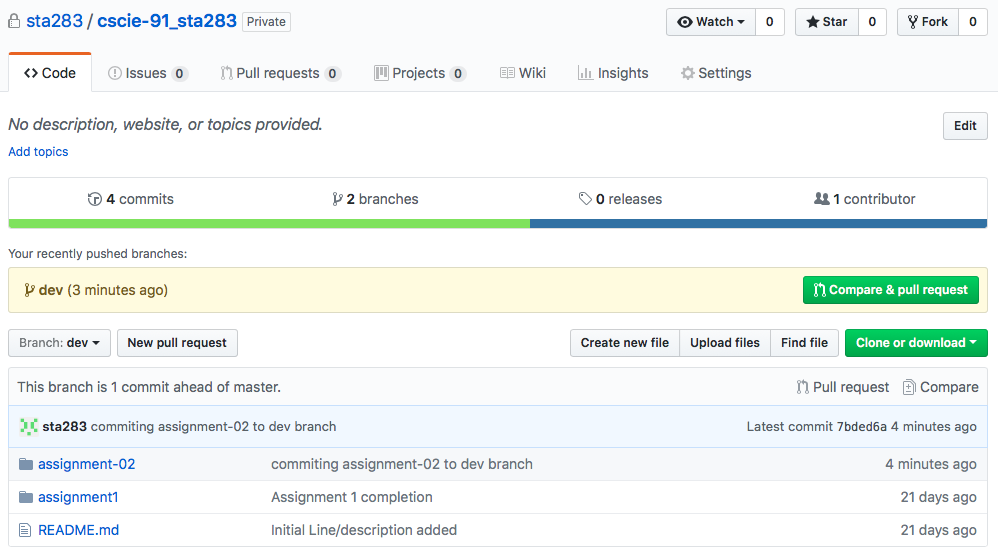 sta283 / cscie-91_sta283 Private Watch 0 Star 0 Fork 0
Code Issues 0 Pull requests 0 Projects 0 Wiki Insights Settings
No description, website, or topics provided. Edit
Add topics
4 commits 2 branches 0 releases 1 contributor
Your recently pushed branches:
dev (3 minutes ago) Compare & pull request
Branch: dev New pull request Create new file Upload files Find file Clone or download
This branch is 1 commit ahead of master. Pull request Compare
sta283 commiting assignment-02 to dev branch Latest commit 7bded6a 4 minutes ago
assignment-02 commiting assignment-02 to dev branch 4 minutes ago
assignment1 Assignment 1 completion 21 days ago
README.md Initial Line/description added 21 days ago